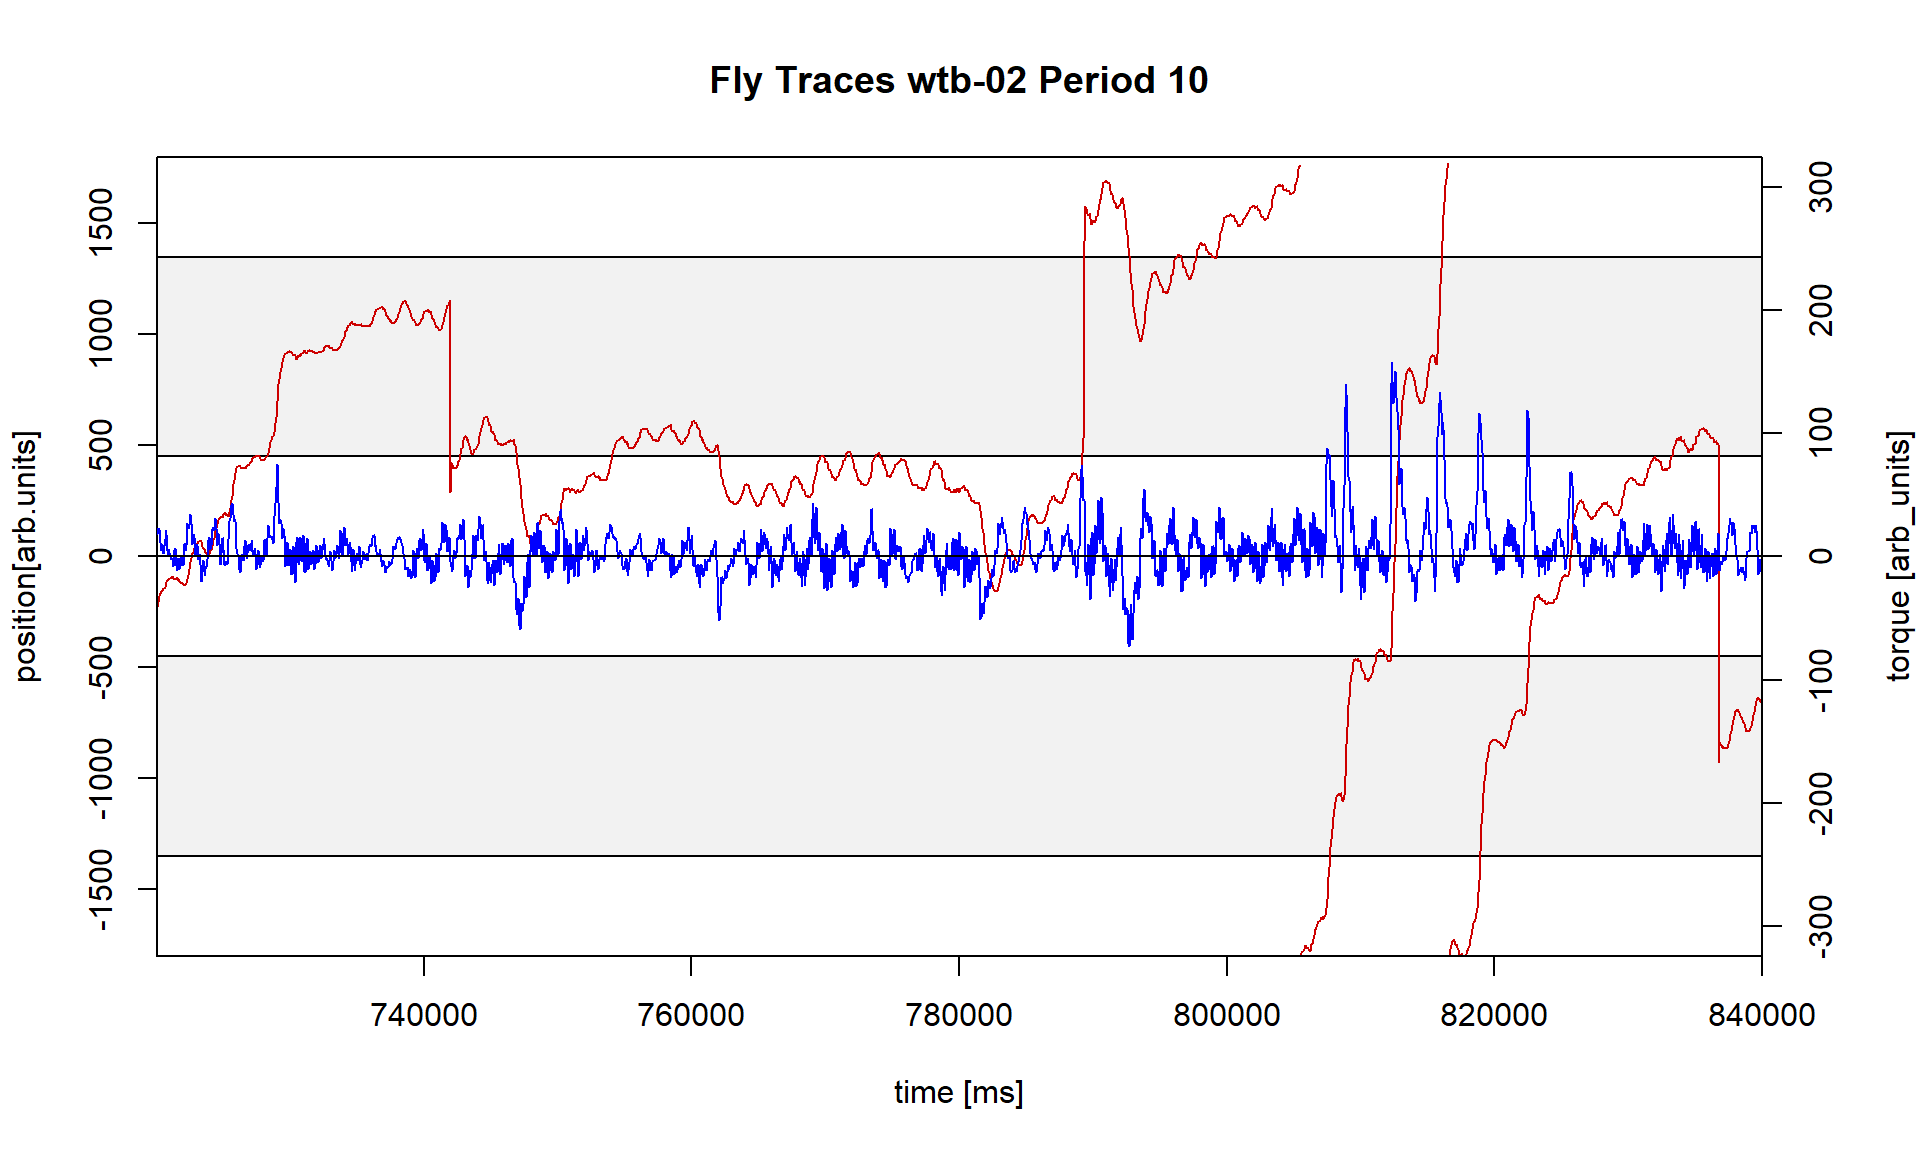 Fly Traces wtb-02 Period 10
position[arb.units]
1500
1000
500
0
-500
-1000
-1500
300
200
100
0
-100
-200
-300
torque [arb_units]
740000 760000 780000 800000 820000 840000
time [ms]